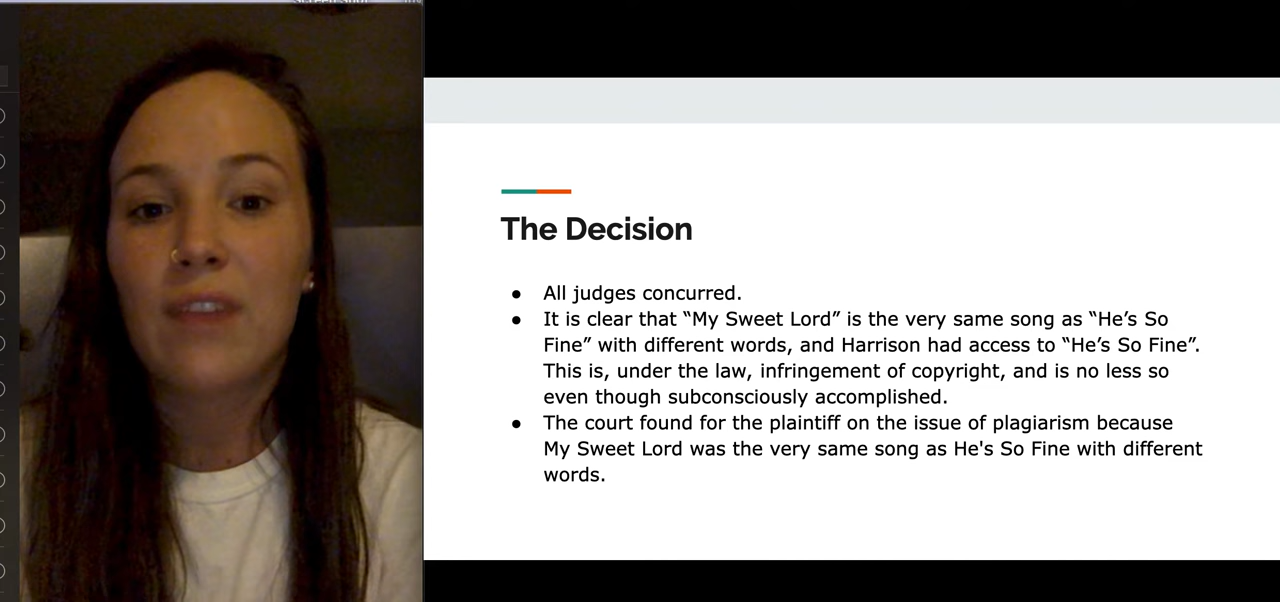 The Decision
● All judges concurred.
● It is clear that “My Sweet Lord” is the very same song as “He’s So
Fine” with different words, and Harrison had access to “He’s So Fine”.
This is, under the law, infringement of copyright, and is no less so
even though subconsciously accomplished.
● The court found for the plaintiff on the issue of plagiarism because
My Sweet Lord was the very same song as He's So Fine with different
words.